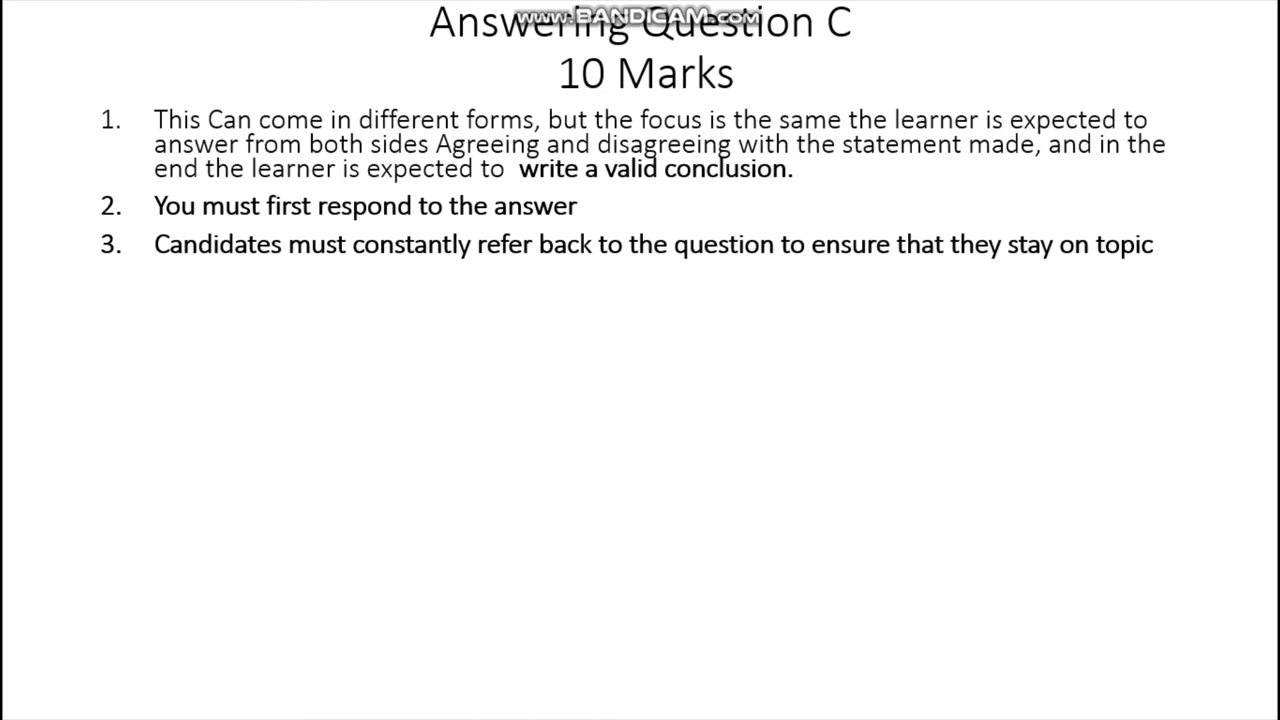 Answering Question C
www.BANDICAM.com
10 Marks
1. This Can come in different forms, but the focus is the same the learner is expected to
answer from both sides Agreeing and disagreeing with the statement made, and in the
end the learner is expected to write a valid conclusion.
2. You must first respond to the answer
3. Candidates must constantly refer back to the question to ensure that they stay on topic